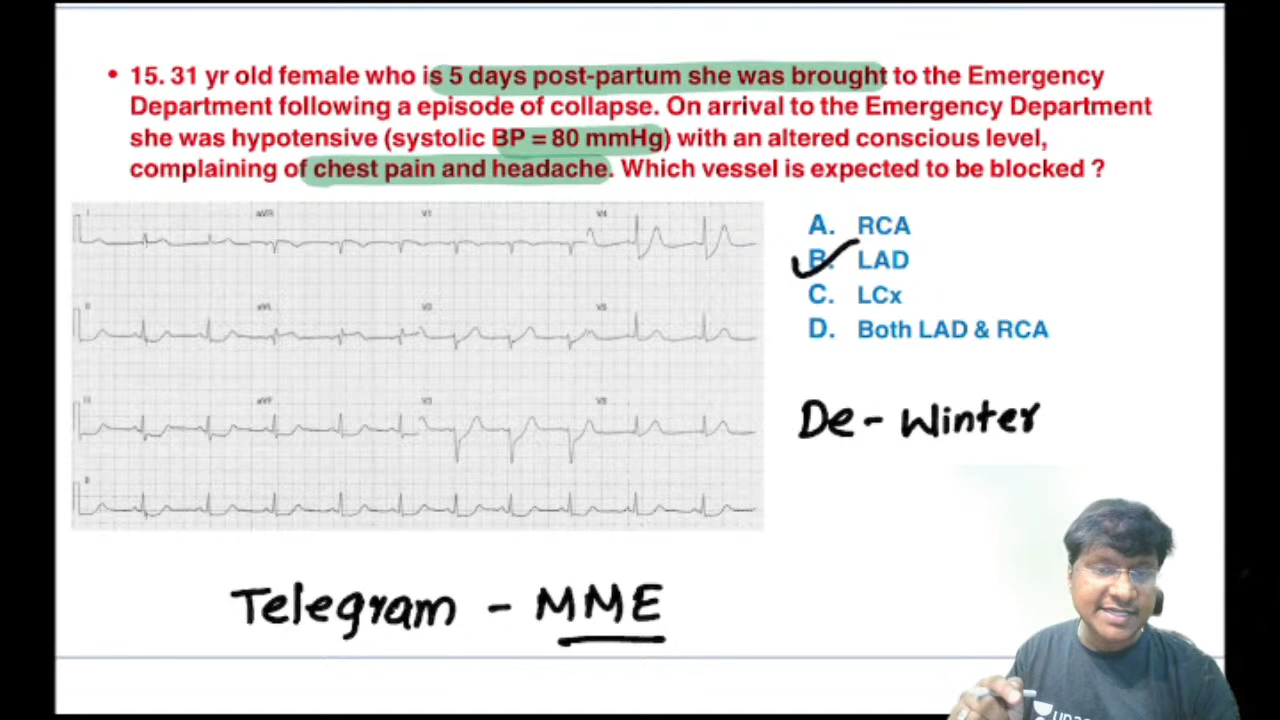 • 15. 31 yr old female who is 5 days post-partum she was brought to the Emergency
Department following a episode of collapse. On arrival to the Emergency Department
she was hypotensive (systolic BP = 80 mmHg) with an altered conscious level,
complaining of chest pain and headache. Which vessel is expected to be blocked ?
I aVR V1 V4
II aVL V2 V5
III aVF V3 V6
II
A. RCA
B. LAD
C. LCx
D. Both LAD & RCA
De - Winter
Telegram - MME